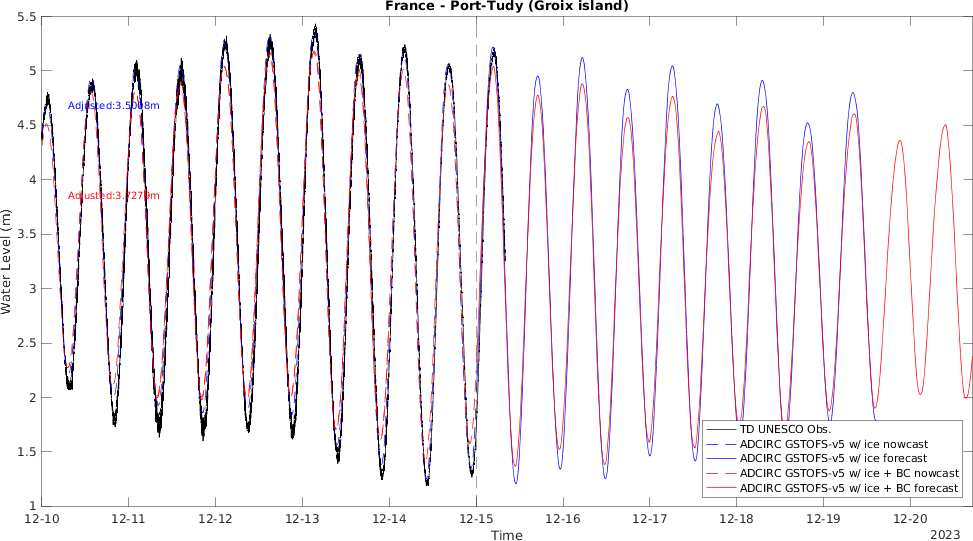 France - Port-Tudy (Groix island)
5.5
5
4.5
4
3.5
3
2.5
2
1.5
1
Water Level (m)
Adjusted:3.5008m
Adjusted:3.7279m
TD UNESCO Obs.
ADCIRC GSTOFS-v5 w/ ice nowcast
ADCIRC GSTOFS-v5 w/ ice forecast
ADCIRC GSTOFS-v5 w/ ice + BC nowcast
ADCIRC GSTOFS-v5 w/ ice + BC forecast
12-10 12-11 12-12 12-13 12-14 12-15 12-16 12-17 12-18 12-19 12-20
Time
2023